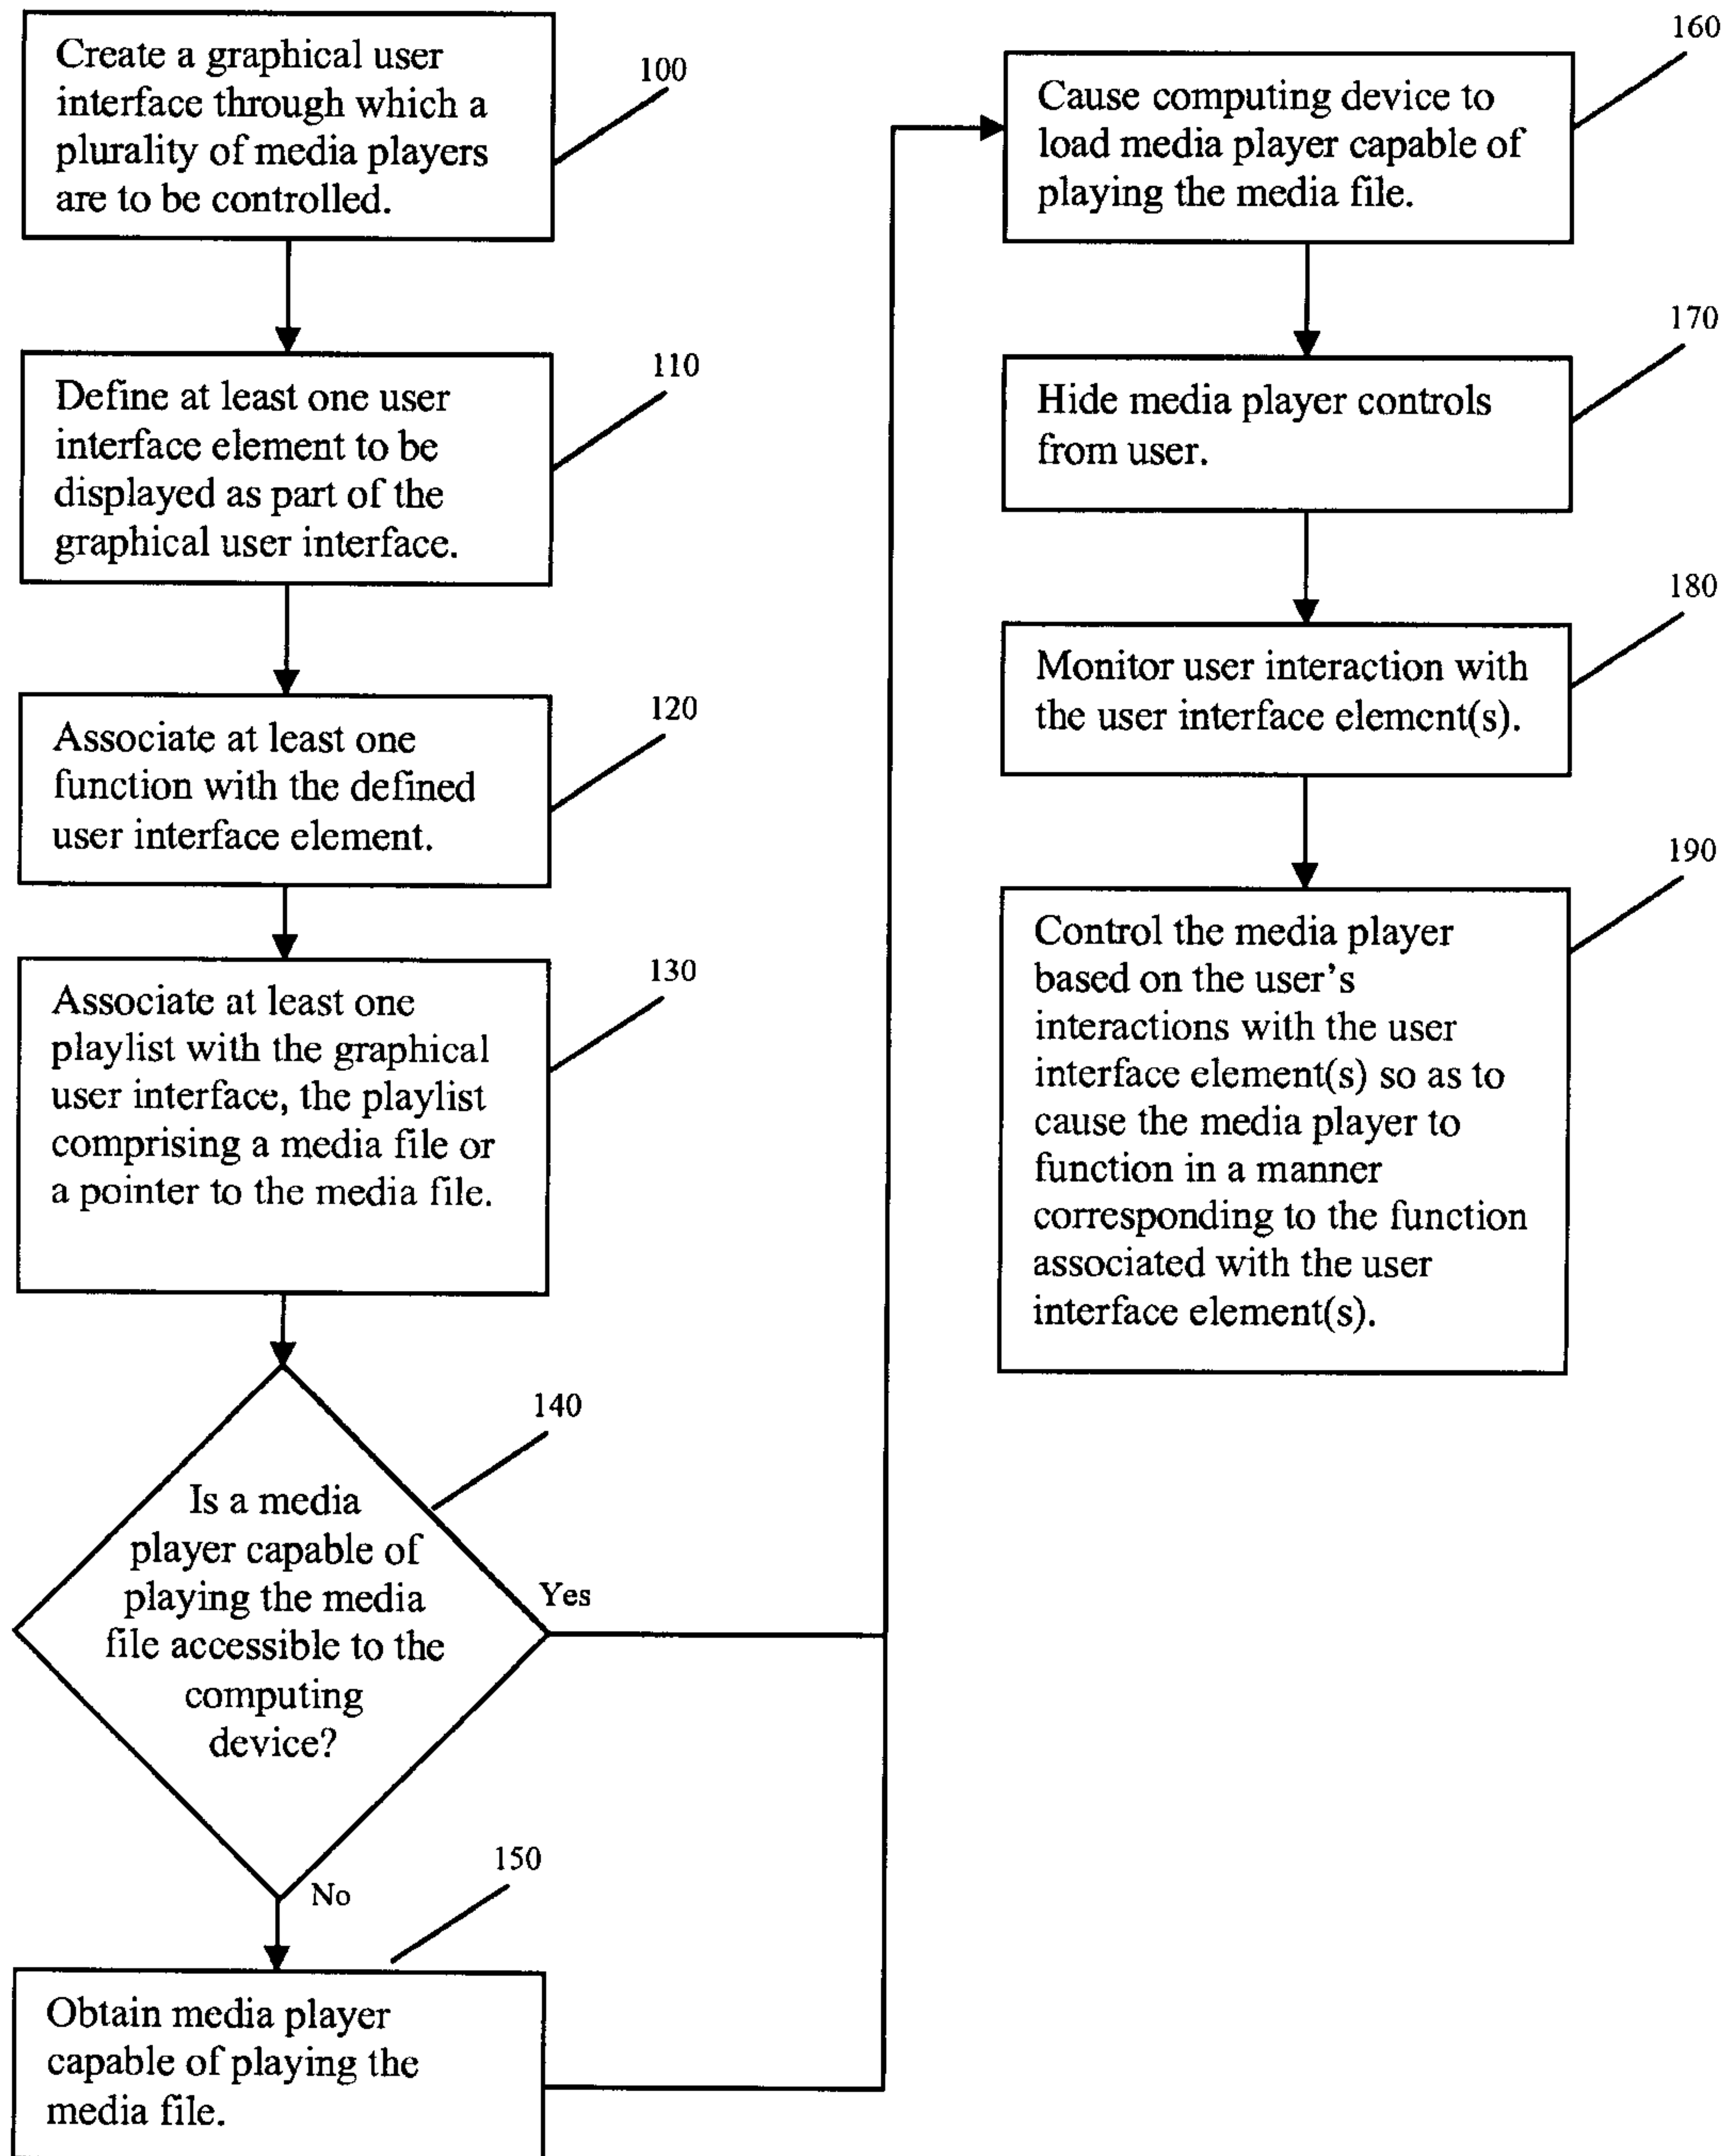 Create a graphical user
interface through which a
plurality of media players
are to be controlled.
100
Define at least one user
interface element to be
displayed as part of the
graphical user interface.
110
Associate at least one
function with the defined
user interface element.
120
Associate at least one
playlist with the graphical
user interface, the playlist
comprising a media file or
a pointer to the media file.
130
Is a media
player capable of
playing the media
file accessible to the
computing
device?
140
Yes
No
150
Obtain media player
capable of playing the
media file.
160
Cause computing device to
load media player capable of
playing the media file.
170
Hide media player controls
from user.
180
Monitor user interaction with
the user interface element(s).
190
Control the media player
based on the user's
interactions with the user
interface element(s) so as to
cause the media player to
function in a manner
corresponding to the function
associated with the user
interface element(s).